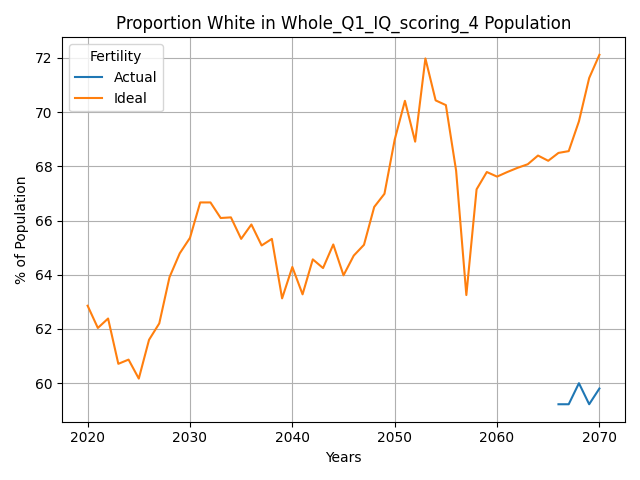 Proportion White in Whole_Q1_IQ_scoring_4 Population
Fertility
Actual
Ideal
% of Population
72
70
68
66
64
62
60
2020 2030 2040 2050 2060 2070
Years